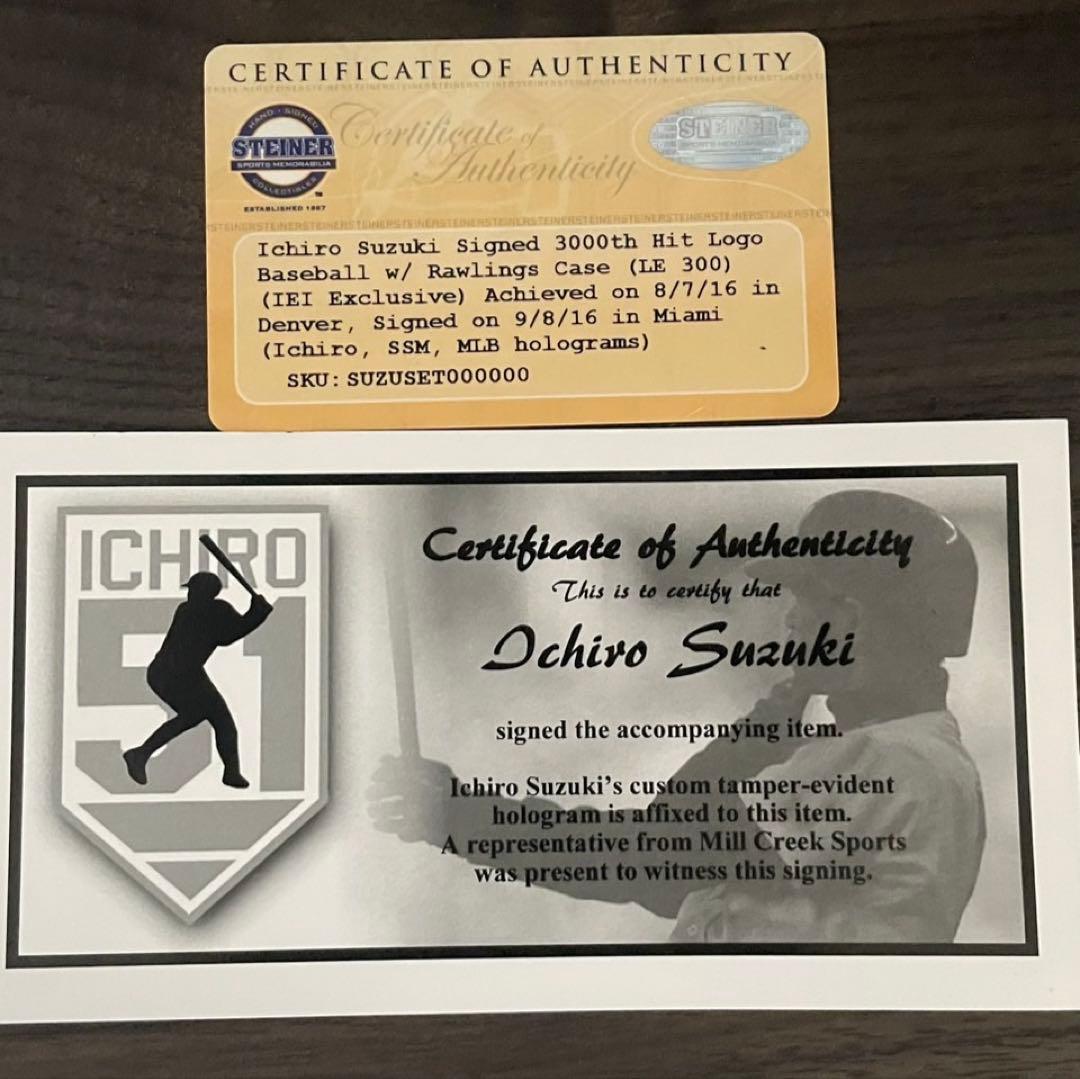 CERTIFICATE OF AUTHENTICITY
HAND · SIGNED
STEINER
SPORTS MEMORABILIA
COLLECTIBLES
TM
ESTABLISHED 1987
Certificate of
Authenticity
STEINER
SPORTS MEMORABILIA
Ichiro Suzuki Signed 3000th Hit Logo
Baseball w/ Rawlings Case (LE 300)
(IEI Exclusive) Achieved on 8/7/16 in
Denver, Signed on 9/8/16 in Miami
(Ichiro, SSM, MLB holograms)
SKU: SUZUSET000000
ICHIRO
51
Certificate of Authenticity
This is to certify that
Ichiro Suzuki
signed the accompanying item.
Ichiro Suzuki's custom tamper-evident
hologram is affixed to this item.
A representative from Mill Creek Sports
was present to witness this signing.